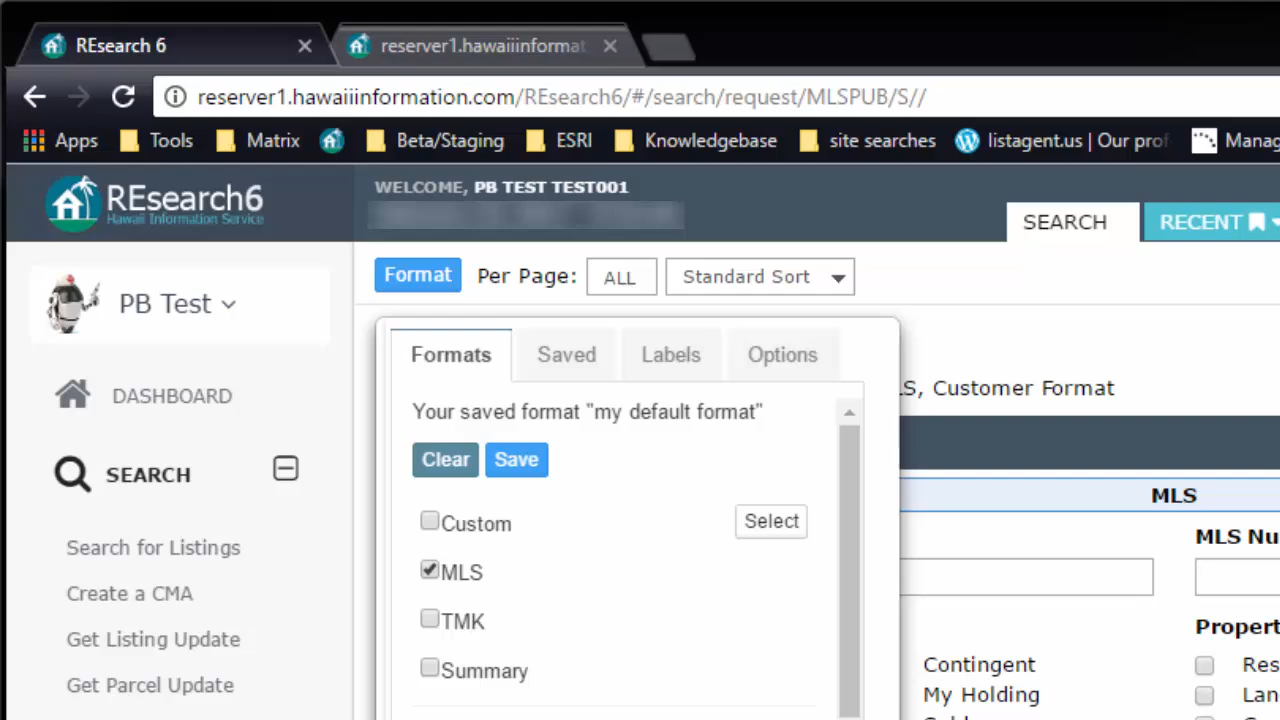 REsearch 6
reserver1.hawaiiinformat
reserver1.hawaiiinformation.com/REsearch6/#/search/request/MLSPUB/S//
Apps Tools Matrix Beta/Staging ESRI Knowledgebase site searches listagent.us | Our prof Manag
REsearch6
Hawaii Information Service
WELCOME, PB TEST TEST001
SEARCH RECENT
Format Per Page: ALL Standard Sort
PB Test
Formats Saved Labels Options
DASHBOARD
LS, Customer Format
Your saved format "my default format"
Clear Save
SEARCH
MLS
Custom Select
MLS Nu
Search for Listings
MLS
Create a CMA
TMK
Propert
Get Listing Update
Summary
Contingent Res
Get Parcel Update
My Holding Lan